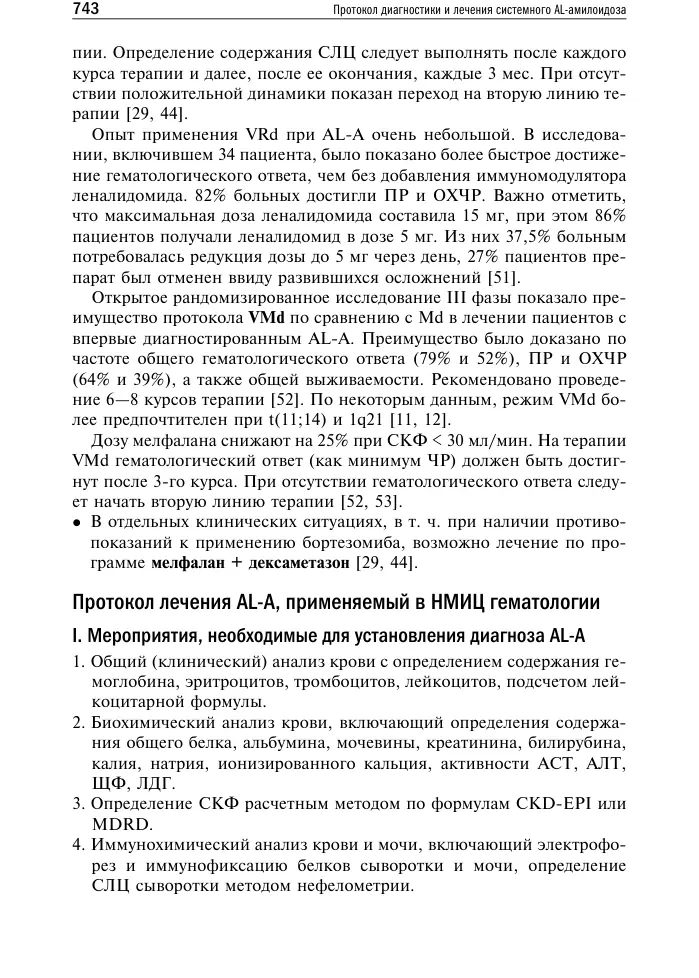 743
Протокол диагностики и лечения системного AL-амилоидоза
пии. Определение содержания СЛЦ следует выполнять после каждого
курса терапии и далее, после ее окончания, каждые 3 мес. При отсут-
ствии положительной динамики показан переход на вторую линию те-
рапии [29, 44].
Опыт применения VRd при AL-A очень небольшой. В исследова-
нии, включившем 34 пациента, было показано более быстрое достиже-
ние гематологического ответа, чем без добавления иммуномодулятора
леналидомида. 82% больных достигли ПР и ОХЧР. Важно отметить,
что максимальная доза леналидомида составила 15 мг, при этом 86%
пациентов получали леналидомид в дозе 5 мг. Из них 37,5% больным
потребовалась редукция дозы до 5 мг через день, 27% пациентов пре-
парат был отменен ввиду развившихся осложнений [51].
Открытое рандомизированное исследование III фазы показало пре-
имущество протокола VMd по сравнению с Md в лечении пациентов с
впервые диагностированным AL-A. Преимущество было доказано по
частоте общего гематологического ответа (79% и 52%), ПР и ОХЧР
(64% и 39%), а также общей выживаемости. Рекомендовано проведе-
ние 6—8 курсов терапии [52]. По некоторым данным, режим VMd бо-
лее предпочтителен при t(11;14) и 1q21 [11, 12].
Дозу мелфалана снижают на 25% при СКФ < 30 мл/мин. На терапии
VMd гематологический ответ (как минимум ЧР) должен быть достиг-
нут после 3-го курса. При отсутствии гематологического ответа следу-
ет начать вторую линию терапии [52, 53].
• В отдельных клинических ситуациях, в т. ч. при наличии противо-
показаний к применению бортезомиба, возможно лечение по про-
грамме мелфалан + дексаметазон [29, 44].
Протокол лечения AL-A, применяемый в НМИЦ гематологии
I. Мероприятия, необходимые для установления диагноза AL-A
1. Общий (клинический) анализ крови с определением содержания ге-
моглобина, эритроцитов, тромбоцитов, лейкоцитов, подсчетом лей-
коцитарной формулы.
2. Биохимический анализ крови, включающий определения содержа-
ния общего белка, альбумина, мочевины, креатинина, билирубина,
калия, натрия, ионизированного кальция, активности АСТ, АЛТ,
ЩФ, ЛДГ.
3. Определение СКФ расчетным методом по формулам CKD-EPI или
MDRD.
4. Иммунохимический анализ крови и мочи, включающий электрофо-
рез и иммунофиксацию белков сыворотки и мочи, определение
СЛЦ сыворотки методом нефелометрии.